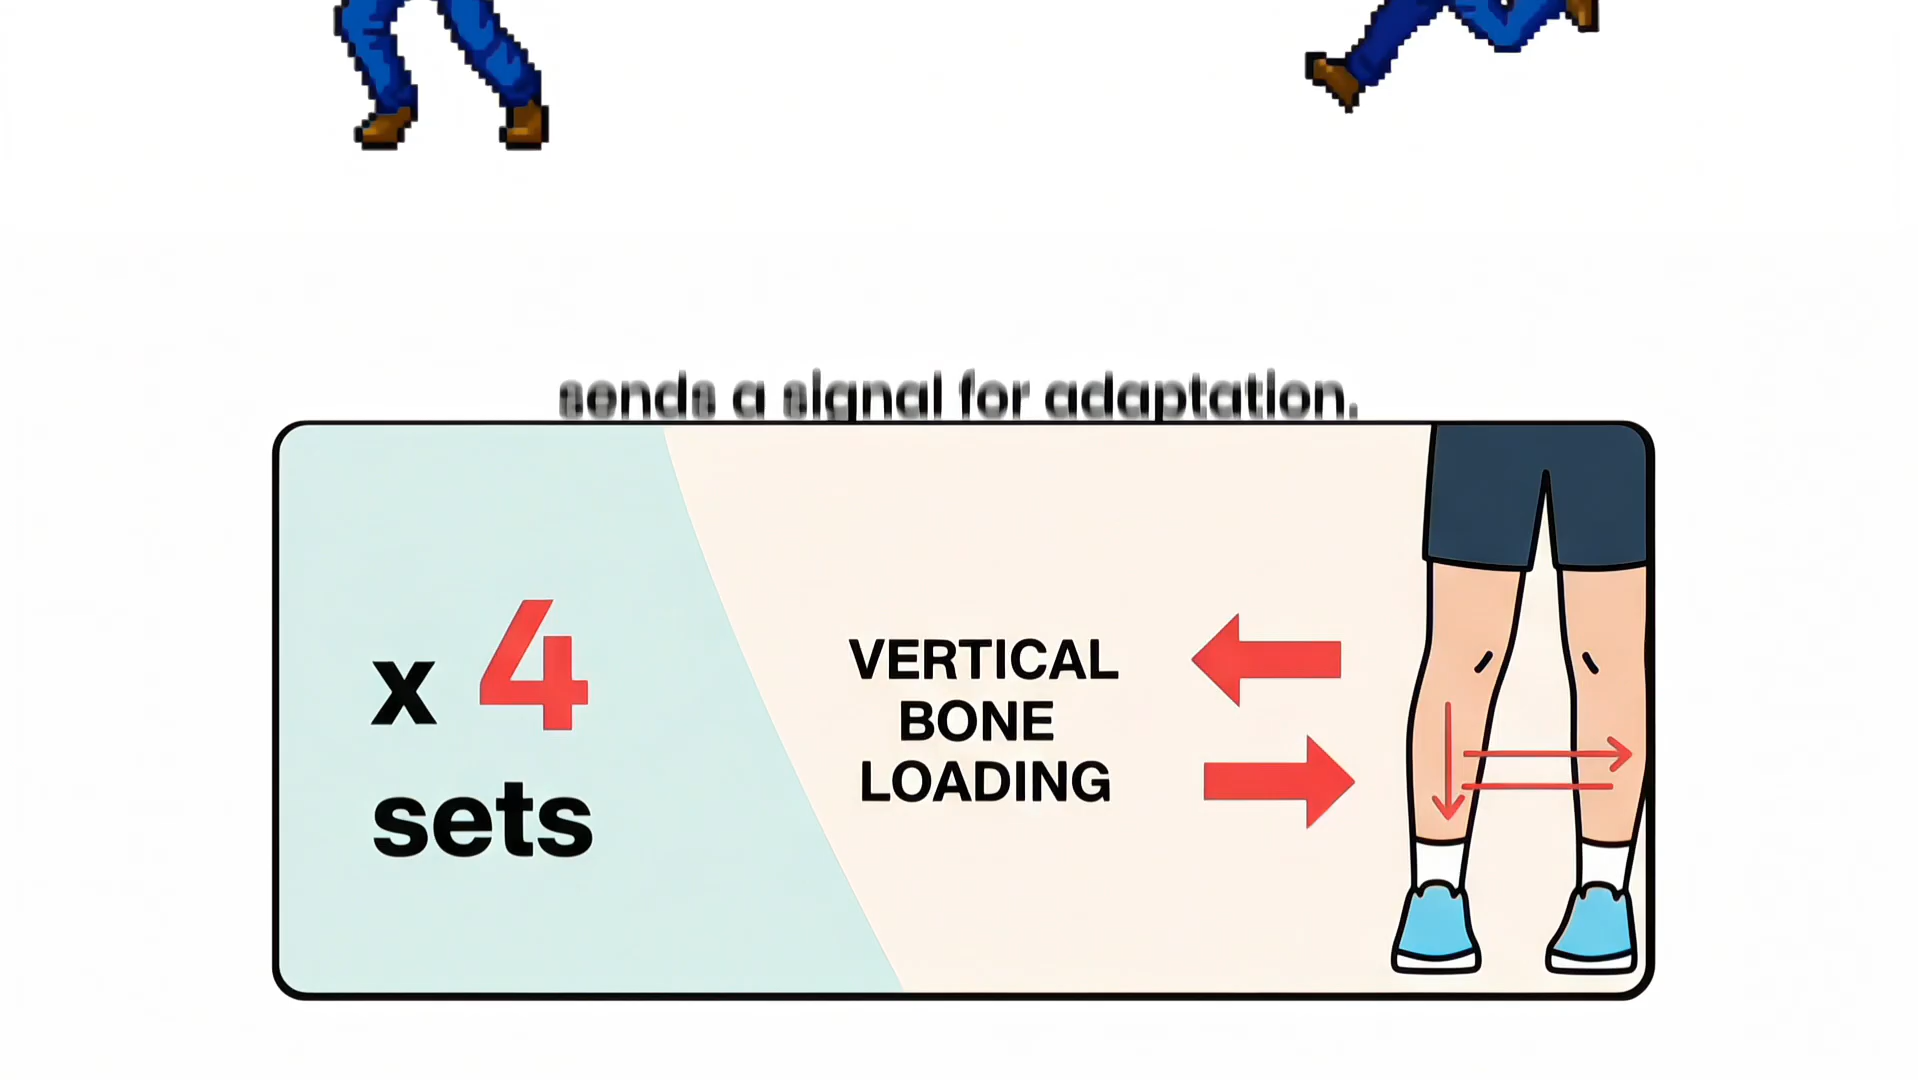 sends a signal for adaptation.
x 4
sets
VERTICAL
BONE
LOADING